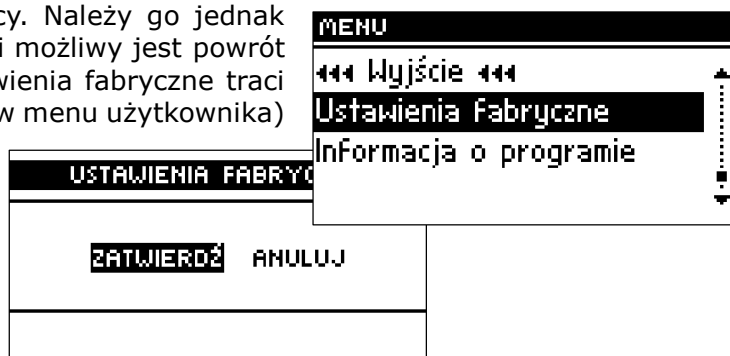 cy. Należy go jednak
i możliwy jest powrót
wienia fabryczne traci
w menu użytkownika)
MENU
Wyjście
Ustawienia fabryczne
Informacja o programie
USTAWIENIA FABRYC
ZATWIERDŹ ANULUJ